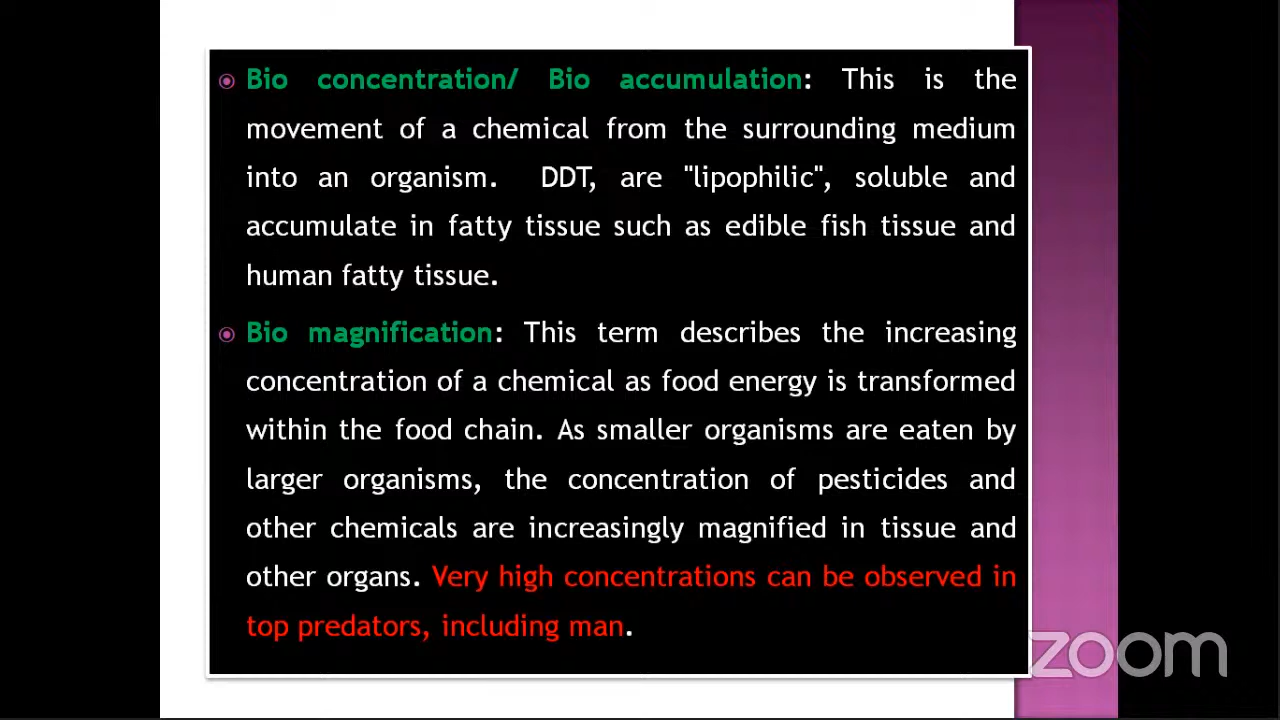 Bio concentration/ Bio accumulation: This is the
movement of a chemical from the surrounding medium
into an organism. DDT, are "lipophilic", soluble and
accumulate in fatty tissue such as edible fish tissue and
human fatty tissue.
Bio magnification: This term describes the increasing
concentration of a chemical as food energy is transformed
within the food chain. As smaller organisms are eaten by
larger organisms, the concentration of pesticides and
other chemicals are increasingly magnified in tissue and
other organs. Very high concentrations can be observed in
top predators, including man.
zoom